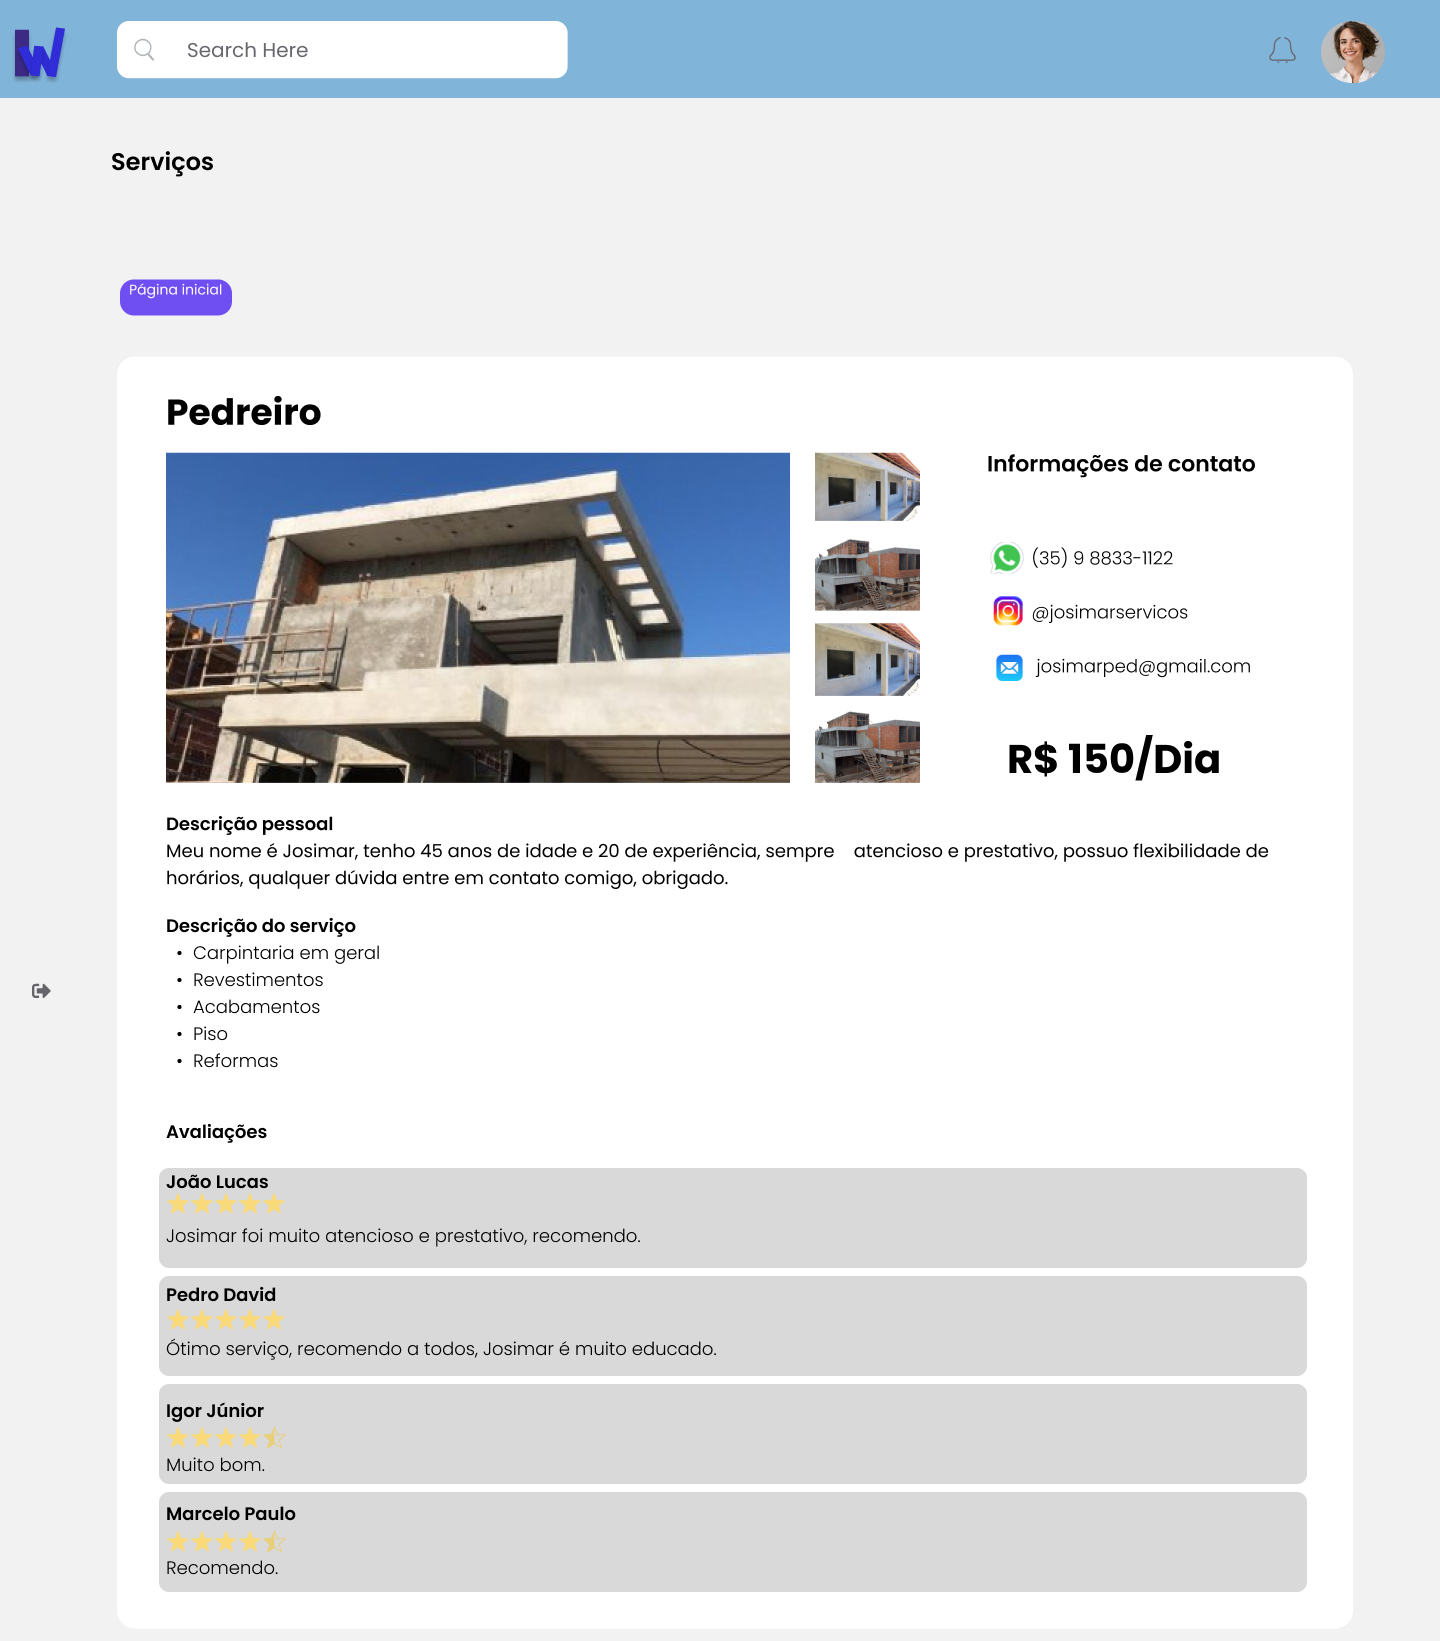 W
Search Here
Serviços
Página inicial
Pedreiro
Informações de contato
(35) 9 8833-1122
@josimarservicos
josimarped@gmail.com
R$ 150/Dia
Descrição pessoal
Meu nome é Josimar, tenho 45 anos de idade e 20 de experiência, sempre atencioso e prestativo, possuo flexibilidade de
horários, qualquer dúvida entre em contato comigo, obrigado.
Descrição do serviço
• Carpintaria em geral
• Revestimentos
• Acabamentos
• Piso
• Reformas
Avaliações
João Lucas
Josimar foi muito atencioso e prestativo, recomendo.
Pedro David
Ótimo serviço, recomendo a todos, Josimar é muito educado.
Igor Júnior
Muito bom.
Marcelo Paulo
Recomendo.